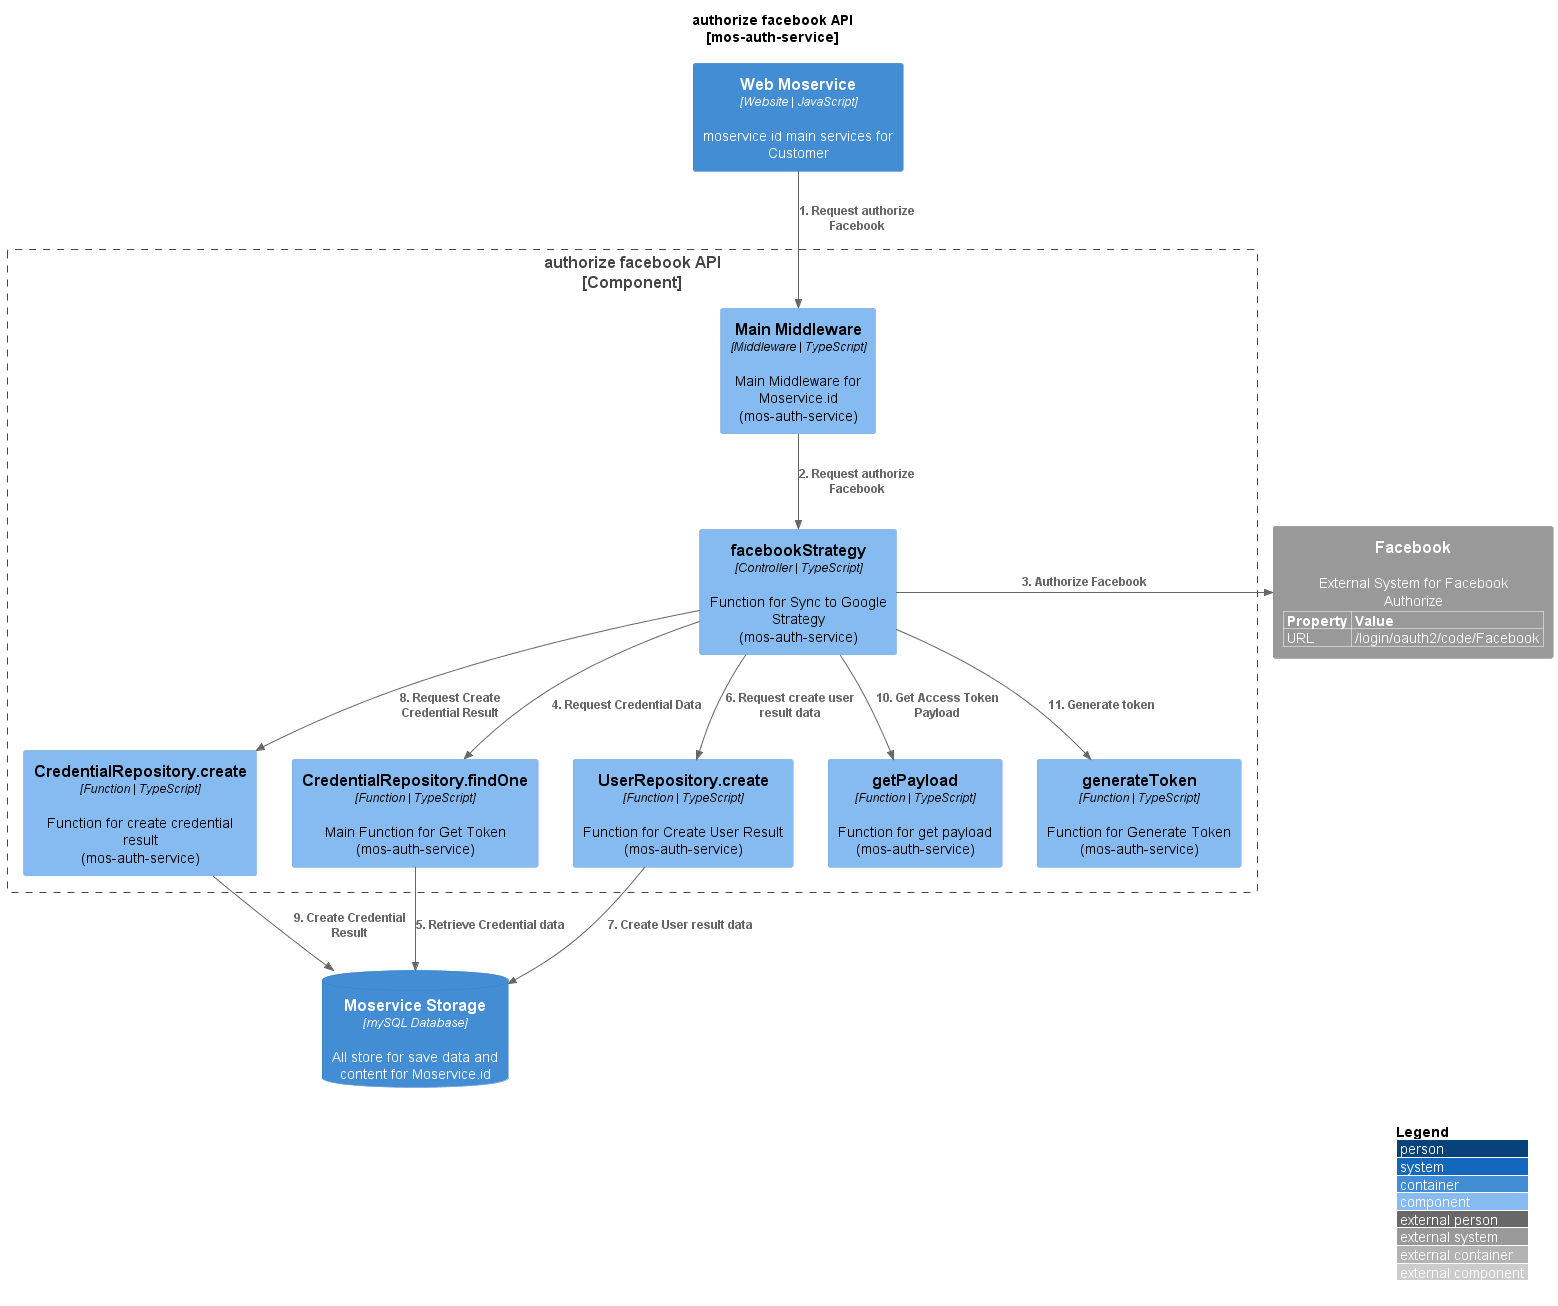 authorize facebook API
[mos-auth-service]
Web Moservice
[Website | JavaScript]
moservice.id main services for
Customer
1. Request authorize
Facebook
authorize facebook API
[Component]
Main Middleware
[Middleware | TypeScript]
Main Middleware for
Moservice.id
(mos-auth-service)
2. Request authorize
Facebook
facebookStrategy
[Controller | TypeScript]
Function for Sync to Google
Strategy
(mos-auth-service)
3. Authorize Facebook
Facebook
External System for Facebook
Authorize
Property Value
URL /login/oauth2/code/Facebook
8. Request Create
Credential Result
4. Request Credential Data
6. Request create user
result data
10. Get Access Token
Payload
11. Generate token
CredentialRepository.create
[Function | TypeScript]
Function for create credential
result
(mos-auth-service)
CredentialRepository.findOne
[Function | TypeScript]
Main Function for Get Token
(mos-auth-service)
UserRepository.create
[Function | TypeScript]
Function for Create User Result
(mos-auth-service)
getPayload
[Function | TypeScript]
Function for get payload
(mos-auth-service)
generateToken
[Function | TypeScript]
Function for Generate Token
(mos-auth-service)
9. Create Credential
Result
5. Retrieve Credential data
7. Create User result data
Moservice Storage
[mySQL Database]
All store for save data and
content for Moservice.id
Legend
person
system
container
component
external person
external system
external container
external component